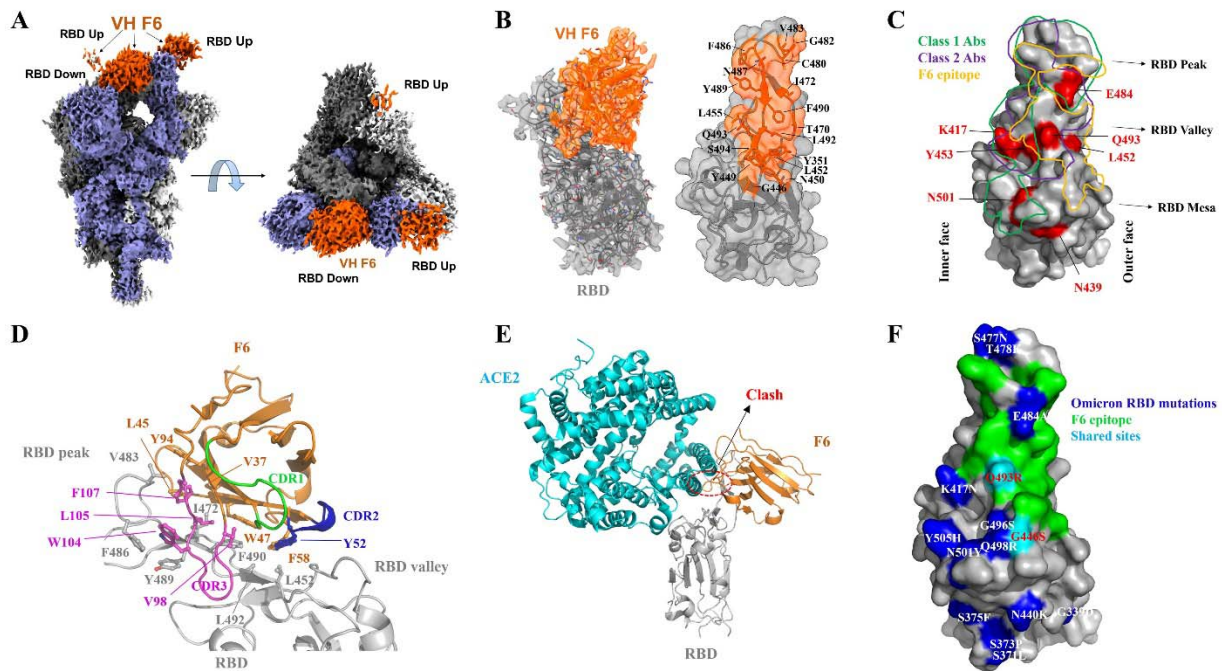 A
VH F6
RBD Up
RBD Up
RBD Down
RBD Up
VH F6
RBD Down
RBD Up
B
VH F6
RBD
V483
G482
F486
C480
N487
I472
Y489
F490
L455
T470
Q493
L492
S494
Y351
L452
Y449
N450
G446
C
Class 1 Abs
Class 2 Abs
F6 epitope
RBD Peak
E484
K417
RBD Valley
Q493
Y453
L452
N501
RBD Mesa
Inner face
Outer face
N439
D
F6
L45
Y94
RBD peak
V37
V483
CDR1
F107
I472
L105
CDR2
W104
W47
Y52
F486
F490
F58
Y489
L452
RBD valley
CDR3
V98
L492
RBD
E
ACE2
Clash
F6
RBD
F
S477N
T478K
Omicron RBD mutations
E484A
F6 epitope
Shared sites
Q493R
K417N
G496S
Y505H
G446S
Q498R
N501Y
N440K
G339D
S375F
S373P
S371L